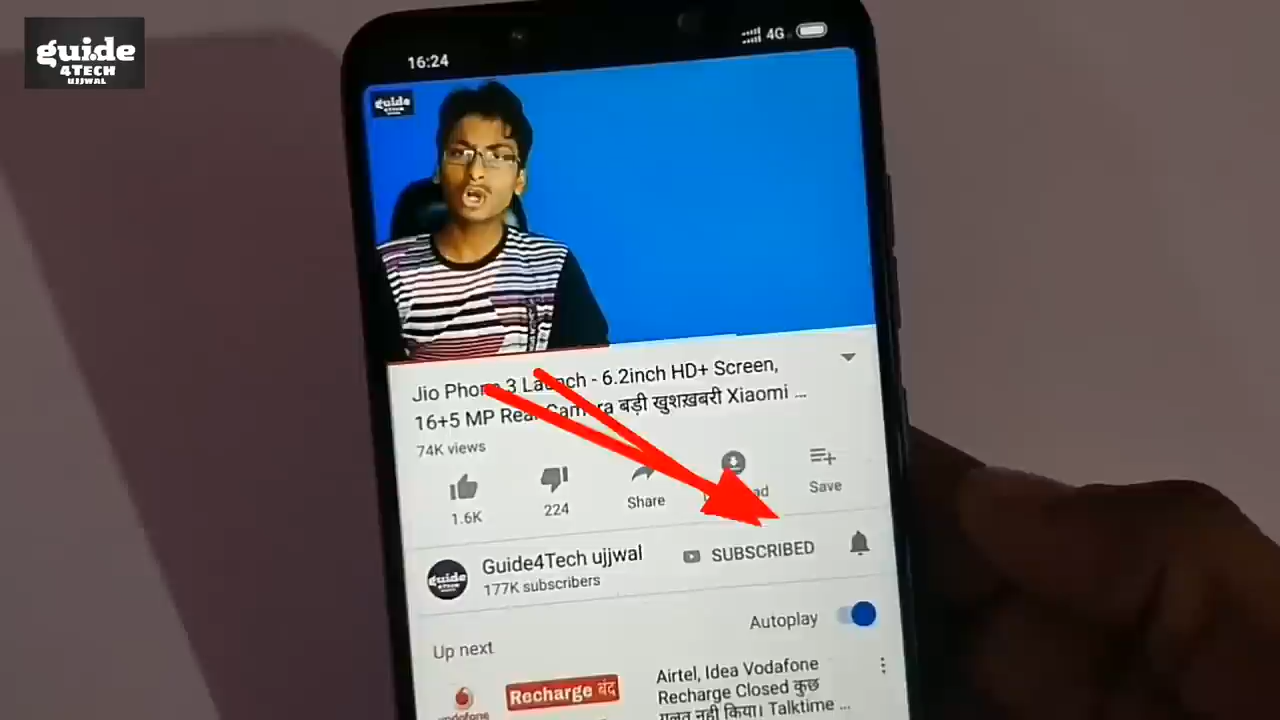 guide
4TECH
UJJWAL
16:24
4G
guide
4TECH
Jio Phone 3 Launch - 6.2inch HD+ Screen,
16+5 MP Rear Camera बड़ी खुशख़बरी Xiaomi ...
74K views
1.6K
224
Share
Save
Guide4Tech ujjwal
177K subscribers
SUBSCRIBED
guide
4TECH
Autoplay
Up next
vodafone
Recharge बंद
Airtel, Idea Vodafone
Recharge Closed कुछ
गलत नही किया। Talktime ...